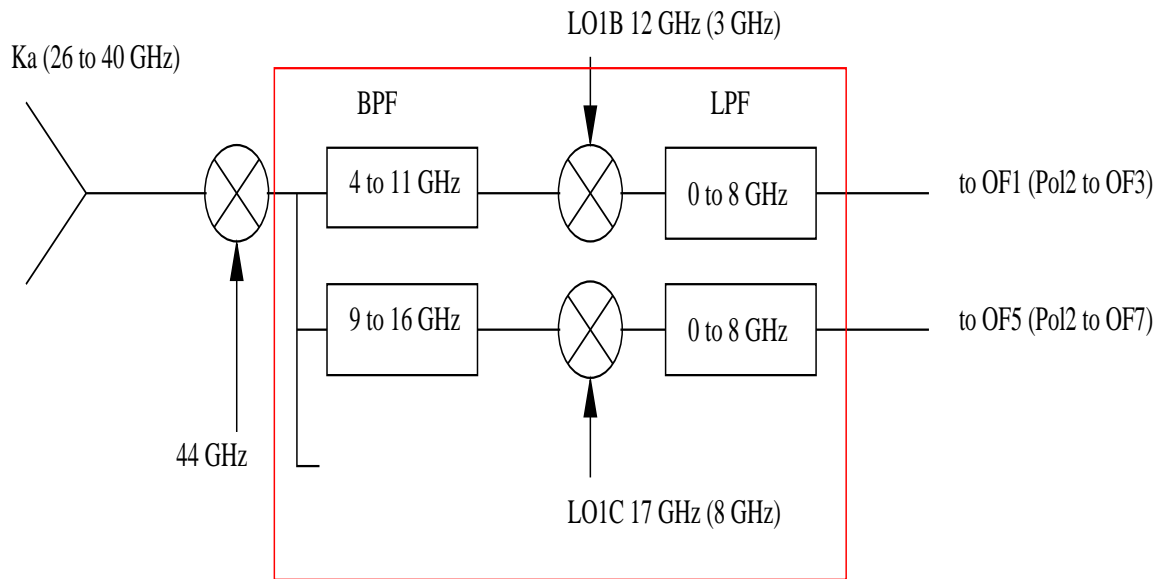 LO1B 12 GHz (3 GHz)
Ka (26 to 40 GHz)
BPF
LPF
4 to 11 GHz
0 to 8 GHz
to OF1 (Pol2 to OF3)
9 to 16 GHz
0 to 8 GHz
to OF5 (Pol2 to OF7)
44 GHz
LO1C 17 GHz (8 GHz)